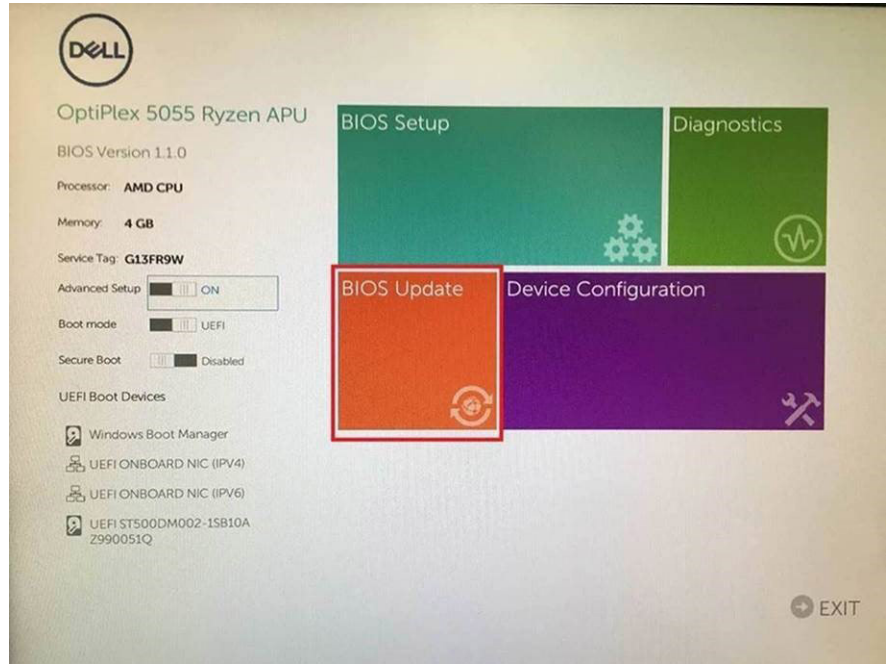 DELL
OptiPlex 5055 Ryzen APU
BIOS Version 1.1.0
Processor: AMD CPU
Memory: 4 GB
Service Tag: G13FR9W
Advanced Setup ON
Boot mode UEFI
Secure Boot Disabled
UEFI Boot Devices
Windows Boot Manager
UEFI ONBOARD NIC (IPV4)
UEFI ONBOARD NIC (IPV6)
UEFI ST500DM002-1SB10A
Z990051Q
BIOS Setup
Diagnostics
BIOS Update
Device Configuration
EXIT